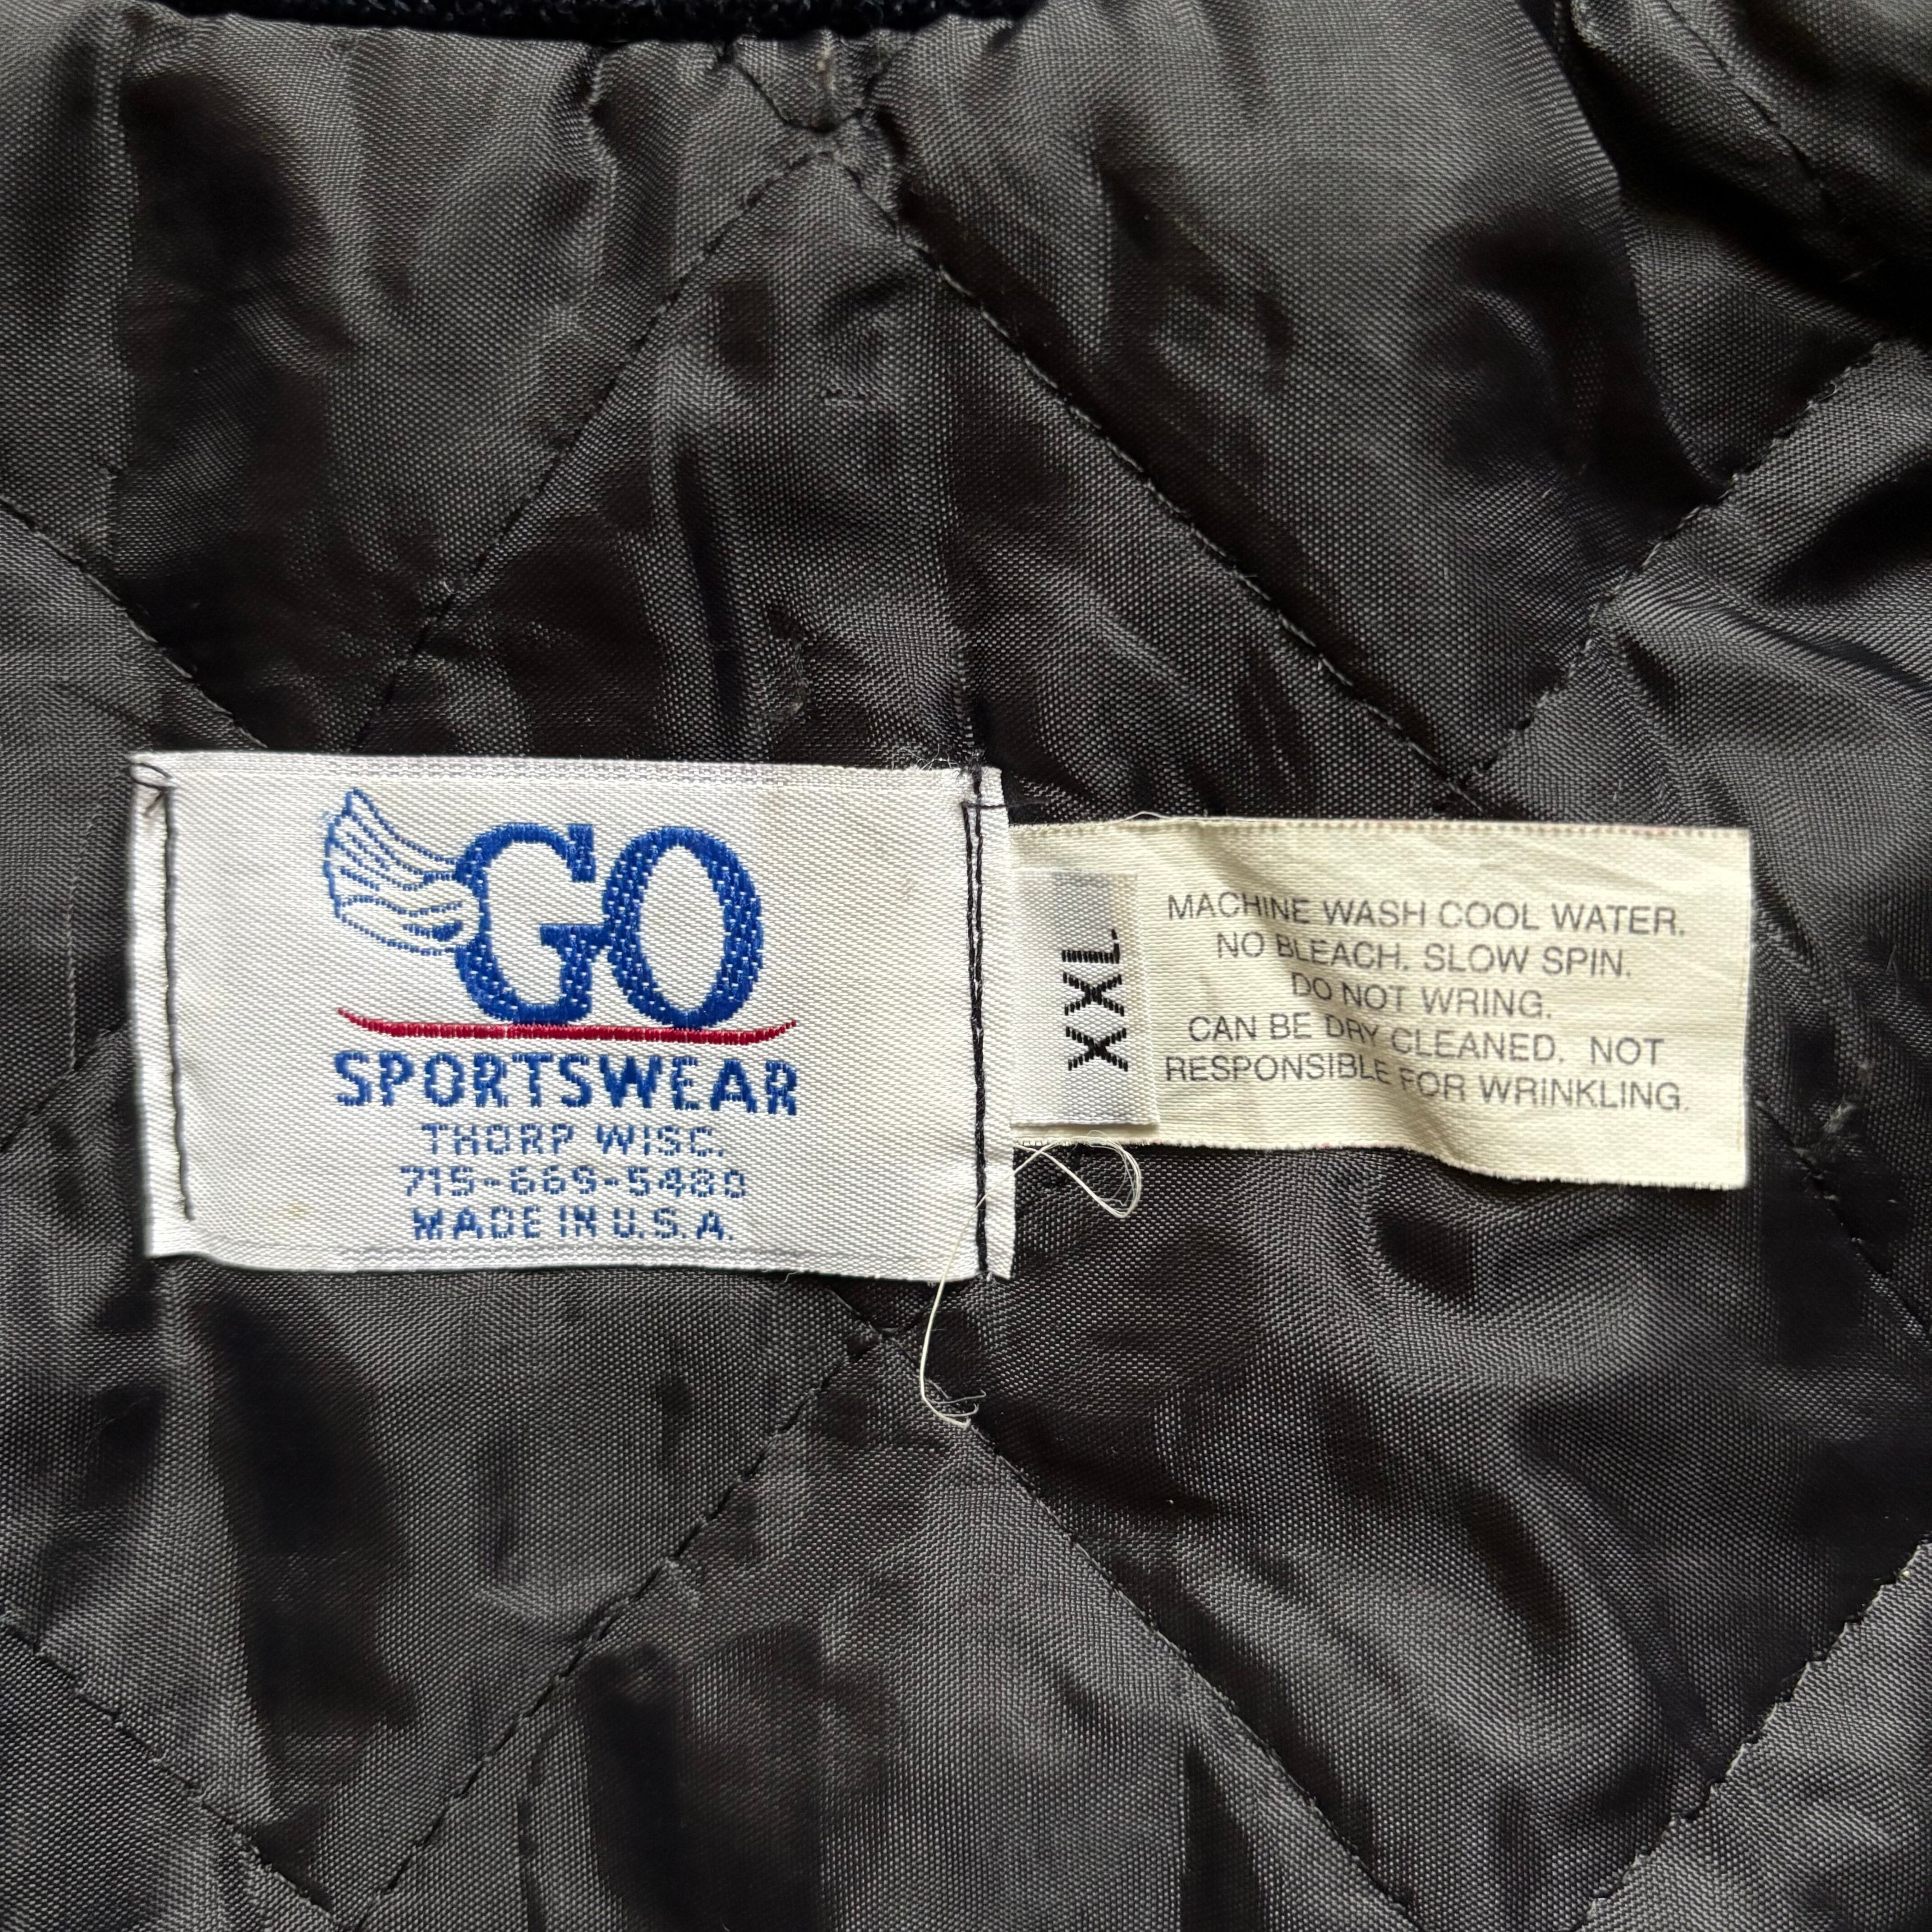 GO
SPORTSWEAR
THORP WISC.
715-669-5480
MADE IN U.S.A.
XXL
MACHINE WASH COOL WATER.
NO BLEACH. SLOW SPIN.
DO NOT WRING.
CAN BE DRY CLEANED. NOT
RESPONSIBLE FOR WRINKLING.